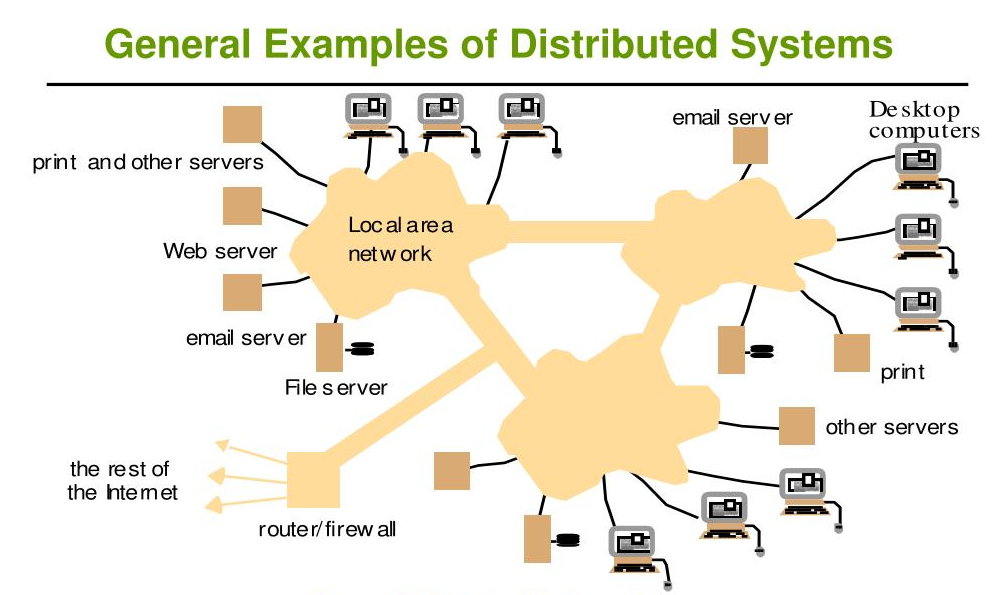 General Examples of Distributed Systems
email server
Desktop
computers
print and other servers
Local area
network
Web server
email server
File server
print
other servers
the rest of
the Internet
router/firewall